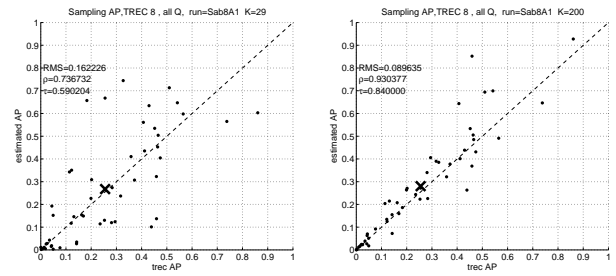 Sampling AP,TREC 8 , all Q, run=Sab8A1 K=29
1
0.9
0.8
0.7
0.6
0.5
0.4
0.3
0.2
0.1
0
RMS=0.162226
ρ=0.736732
τ=0.590204
estimated AP
0 0.1 0.2 0.3 0.4 0.5 0.6 0.7 0.8 0.9 1
trec AP
Sampling AP,TREC 8 , all Q, run=Sab8A1 K=200
1
0.9
0.8
0.7
0.6
0.5
0.4
0.3
0.2
0.1
0
RMS=0.089635
ρ=0.930377
τ=0.840000
estimated AP
0 0.1 0.2 0.3 0.4 0.5 0.6 0.7 0.8 0.9 1
trec AP